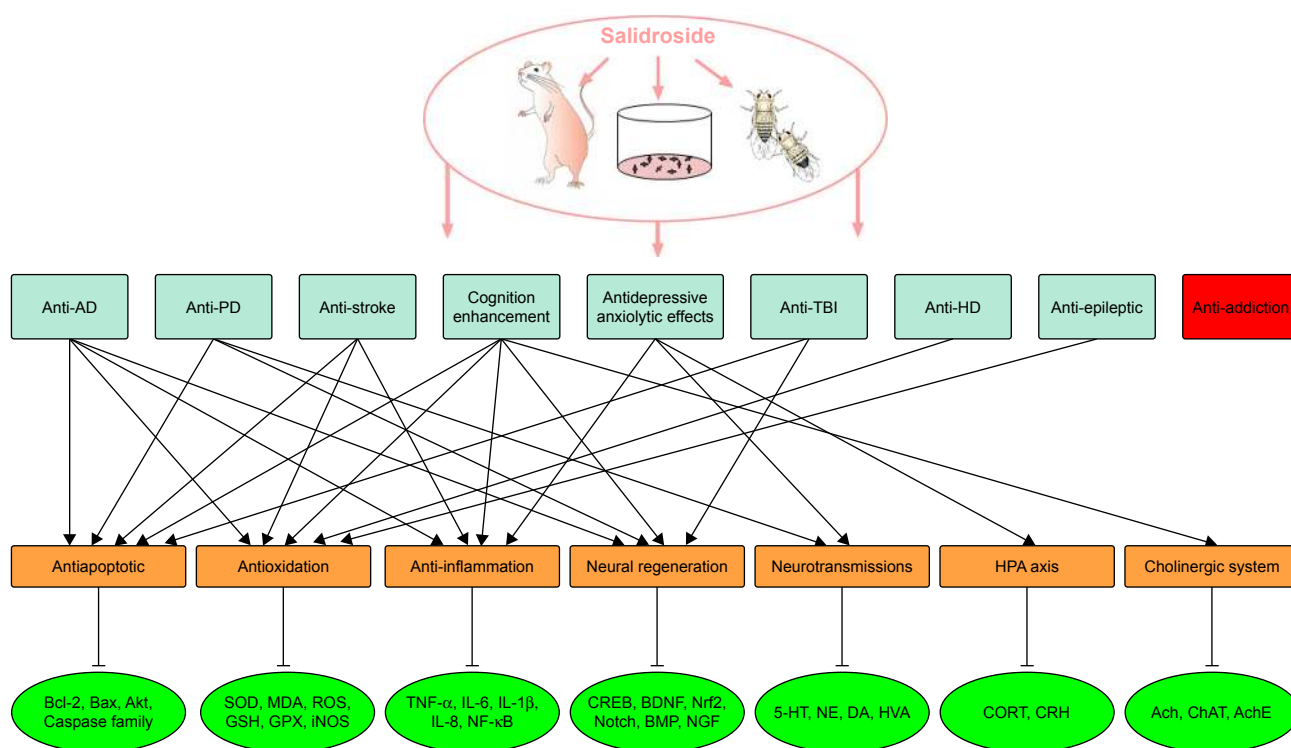 Salidroside
Anti-AD
Anti-PD
Anti-stroke
Cognition
enhancement
Antidepressive
anxiolytic effects
Anti-TBI
Anti-HD
Anti-epileptic
Anti-addiction
Antiapoptotic
Antioxidation
Anti-inflammation
Neural regeneration
Neurotransmissions
HPA axis
Cholinergic system
Bcl-2, Bax, Akt,
Caspase family
SOD, MDA, ROS,
GSH, GPX, iNOS
TNF-α, IL-6, IL-1β,
IL-8, NF-κB
CREB, BDNF, Nrf2,
Notch, BMP, NGF
5-HT, NE, DA, HVA
CORT, CRH
Ach, ChAT, AchE